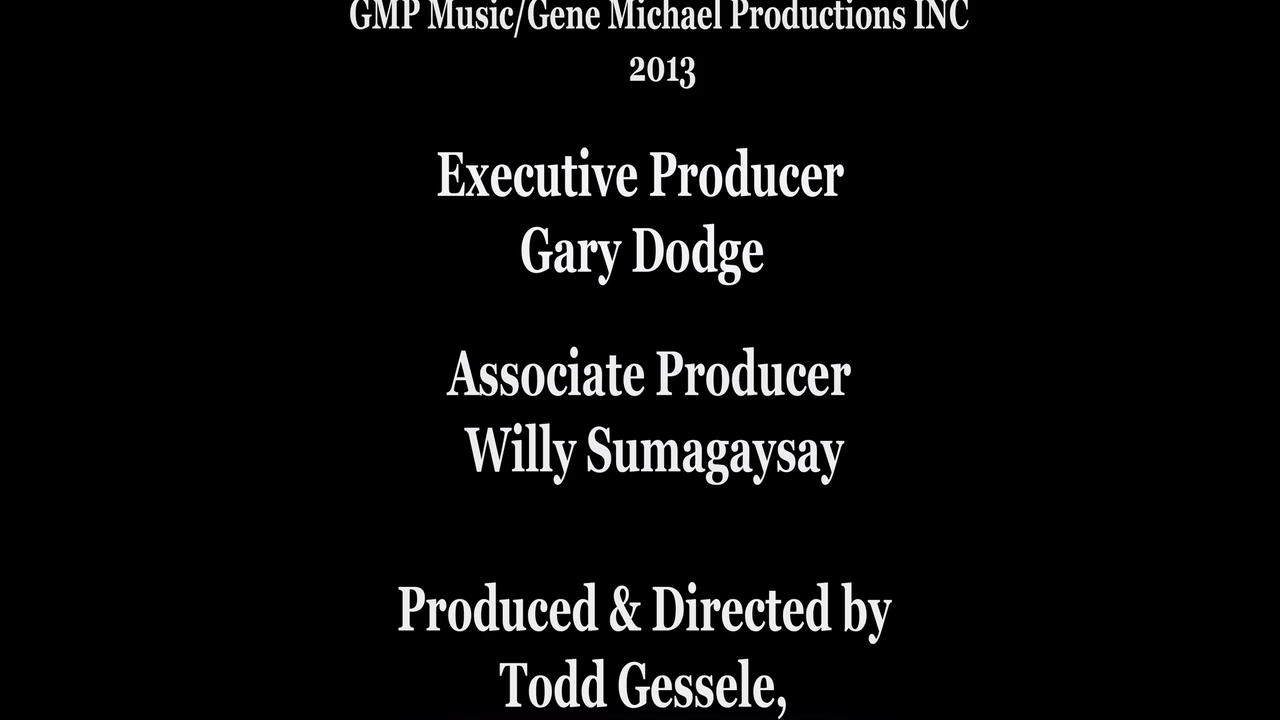 GMP Music/Gene Michael Productions INC
2013
Executive Producer
Gary Dodge
Associate Producer
Willy Sumagaysay
Produced & Directed by
Todd Gessele,